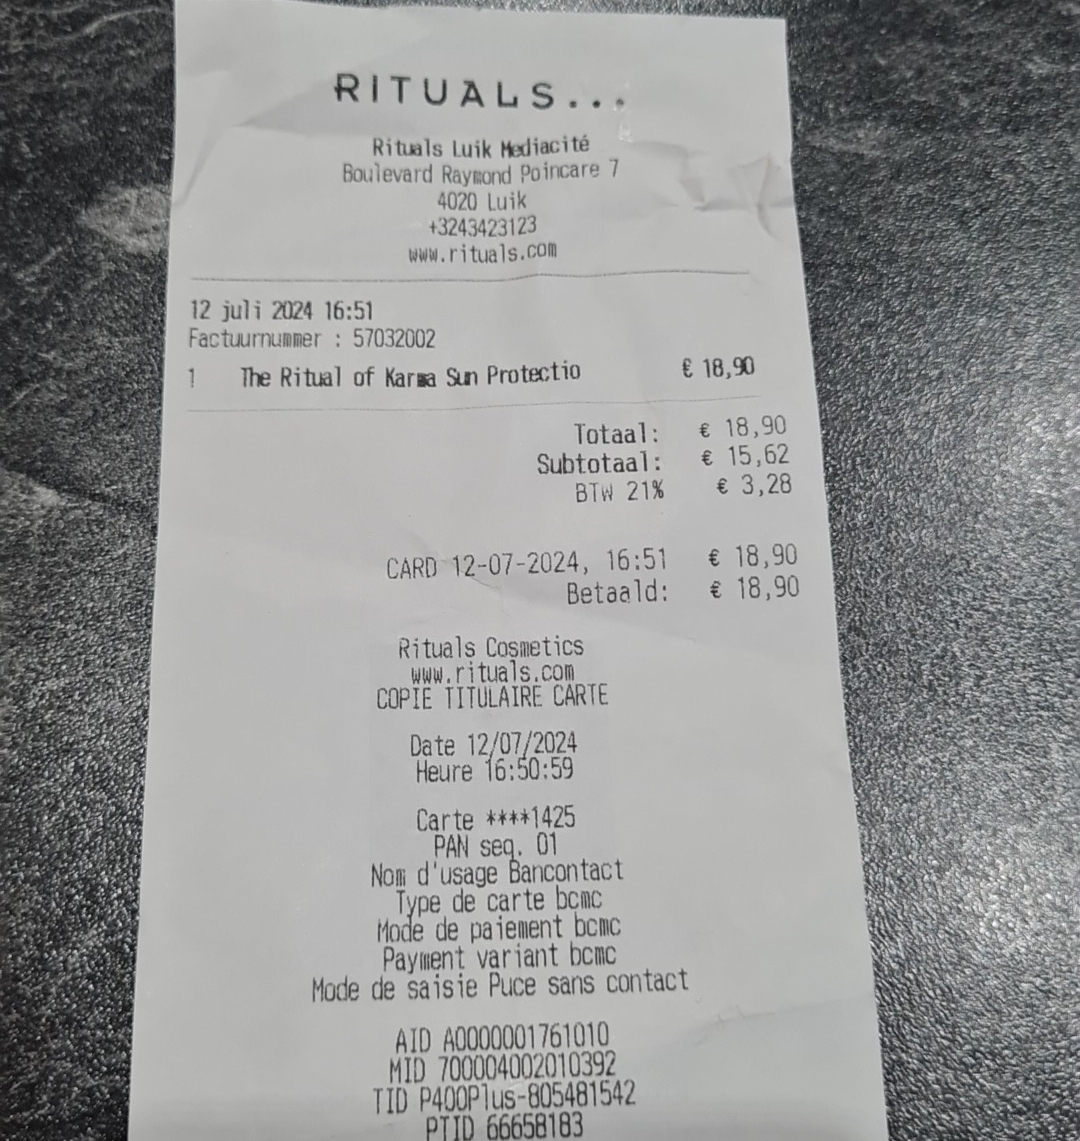 RITUALS...
Rituals Luik Mediacité
Boulevard Raymond Poincare 7
4020 Luik
+3243423123
www.rituals.com
12 juli 2024 16:51
Factuurnummer : 57032002
1 The Ritual of Karma Sun Protectio € 18,90
Totaal: € 18,90
Subtotaal: € 15,62
BTW 21% € 3,28
CARD 12-07-2024, 16:51 € 18,90
Betaald: € 18,90
Rituals Cosmetics
www.rituals.com
COPIE TITULAIRE CARTE
Date 12/07/2024
Heure 16:50:59
Carte ****1425
PAN seq. 01
Nom d'usage Bancontact
Type de carte bcmc
Mode de paiement bcmc
Payment variant bcmc
Mode de saisie Puce sans contact
AID A0000001761010
MID 700004002010392
TID P400Plus-805481542
PTID 66658183